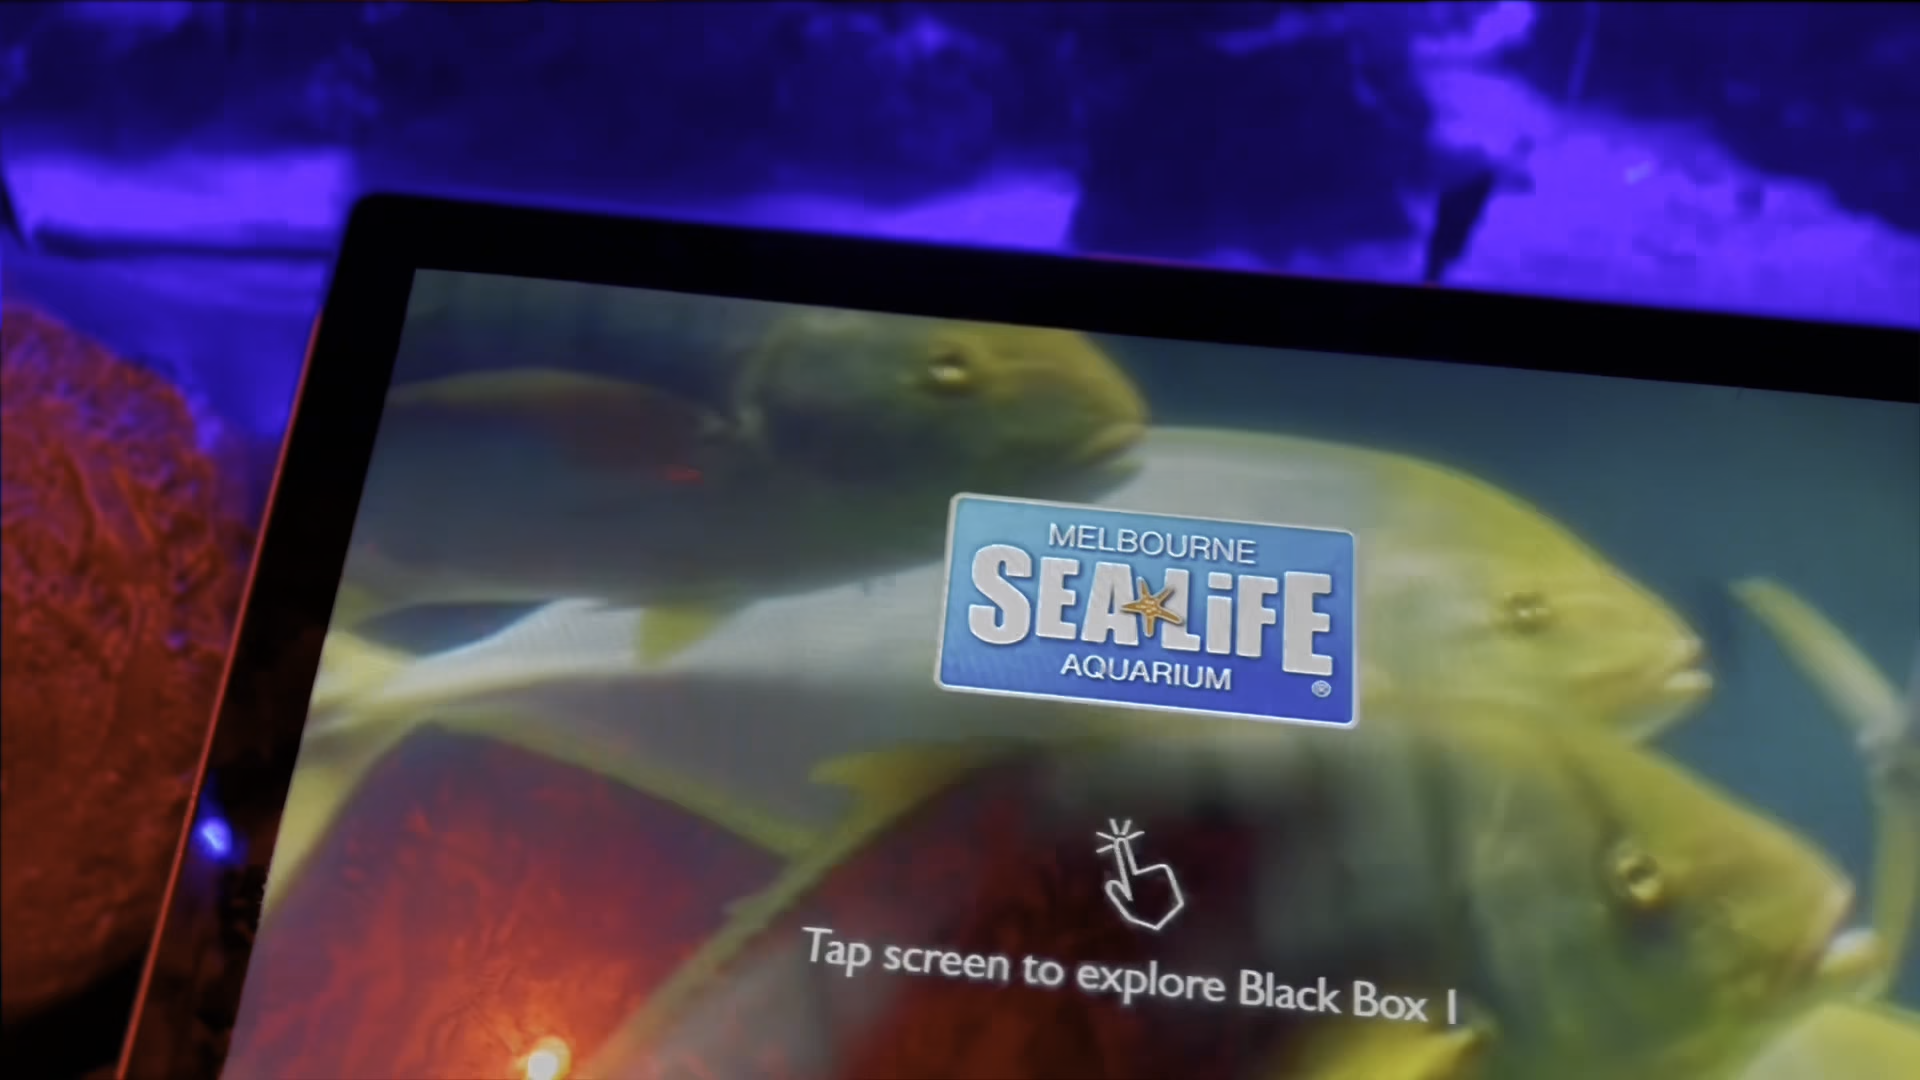 MELBOURNE
SEA LiFE
AQUARIUM
®
Tap screen to explore Black Box 1